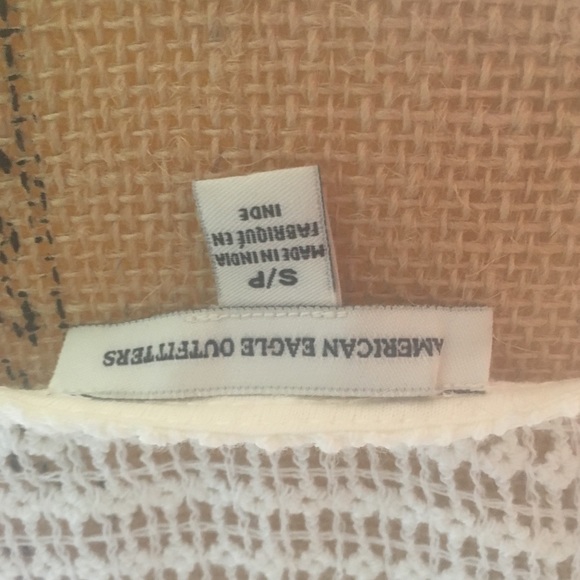 AMERICAN EAGLE OUTFITTERS
S/P
MADE IN INDIA
FABRIQUÉ EN
INDE